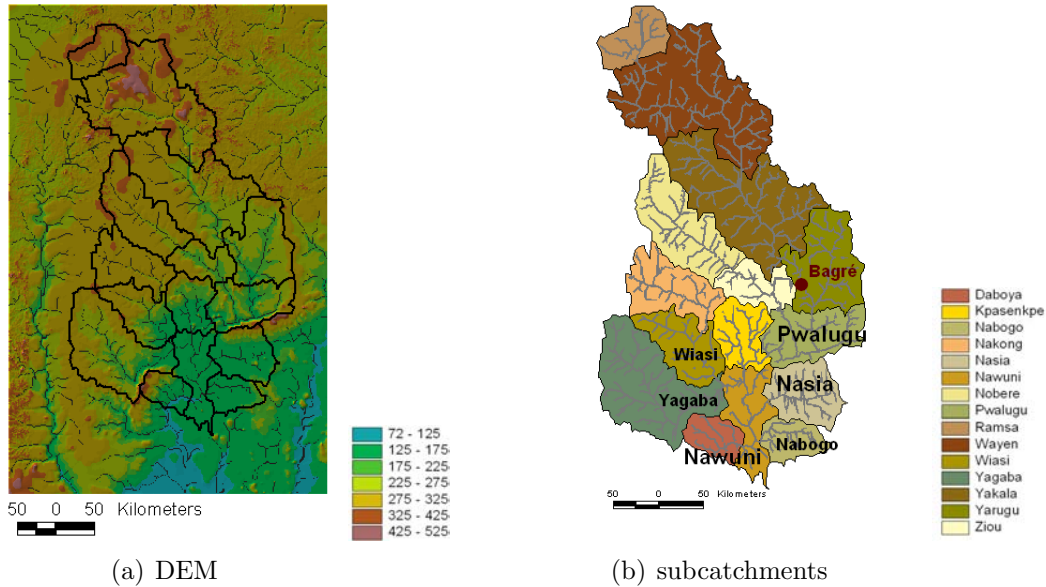 72 - 125
125 - 175
175 - 225
225 - 275
275 - 325
325 - 425
425 - 525
50 0 50 Kilometers
(a) DEM
Bagré
Pwalugu
Wiasi
Nasia
Yagaba
Nabogo
Nawuni
50 0 50 Kilometers
Daboya
Kpasenkpe
Nabogo
Nakong
Nasia
Nawuni
Nobere
Pwalugu
Ramsa
Wayen
Wiasi
Yagaba
Yakala
Yarugu
Ziou
(b) subcatchments